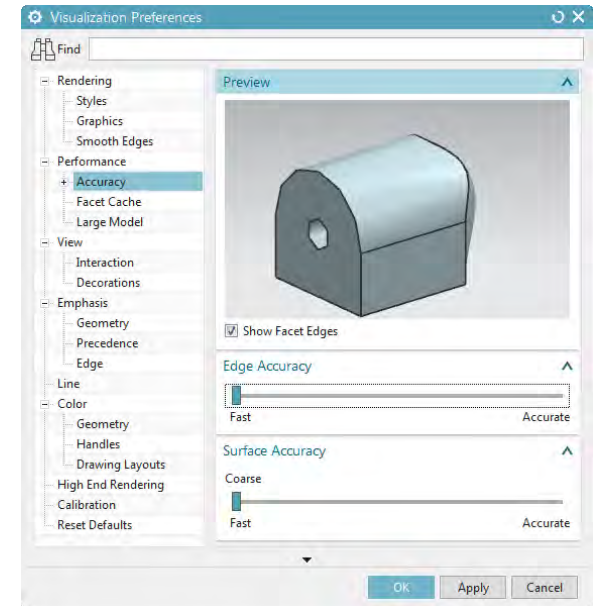 Visualization Preferences
Find
Rendering
Styles
Graphics
Smooth Edges
Performance
Accuracy
Facet Cache
Large Model
View
Interaction
Decorations
Emphasis
Geometry
Precedence
Edge
Line
Color
Geometry
Handles
Drawing Layouts
High End Rendering
Calibration
Reset Defaults
Preview
Show Facet Edges
Edge Accuracy
Fast Accurate
Surface Accuracy
Coarse
Fast Accurate
OK Apply Cancel